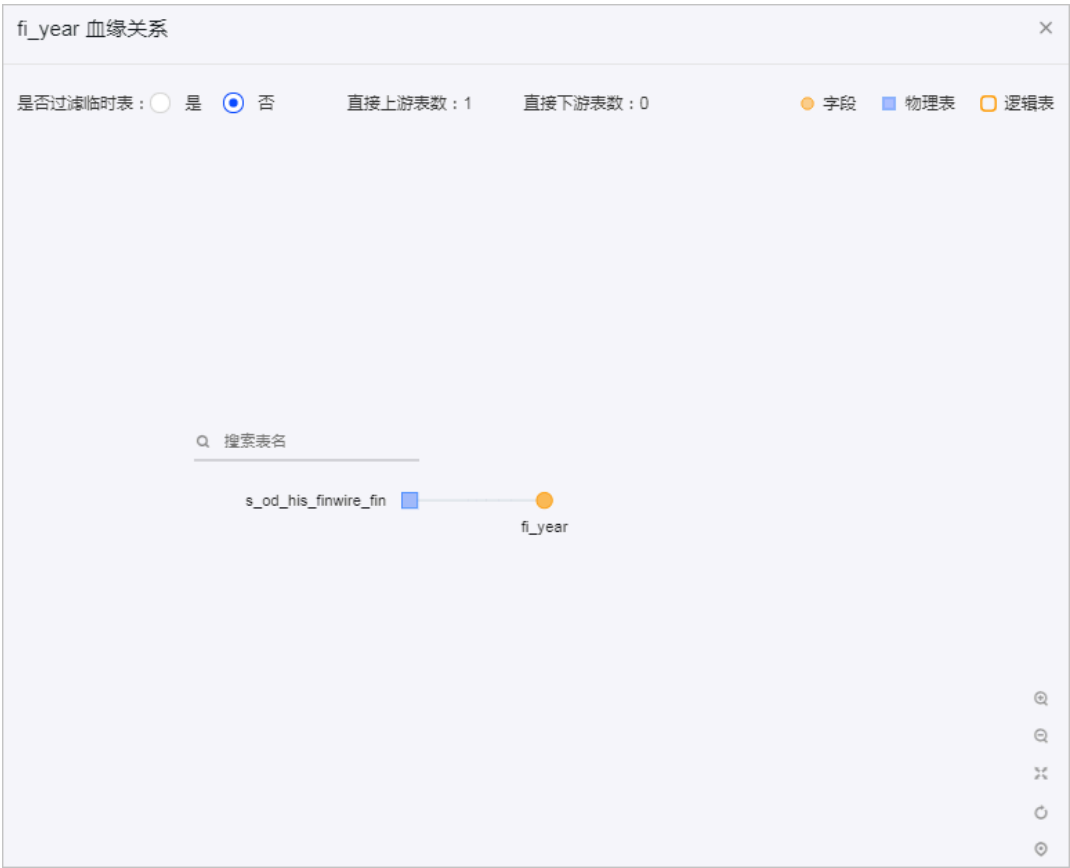 fi_year 血缘关系
是否过滤临时表：是 否 直接上游表数：1 直接下游表数：0 字段 物理表 逻辑表
搜索表名
s_od_his_finwire_fin
fi_year